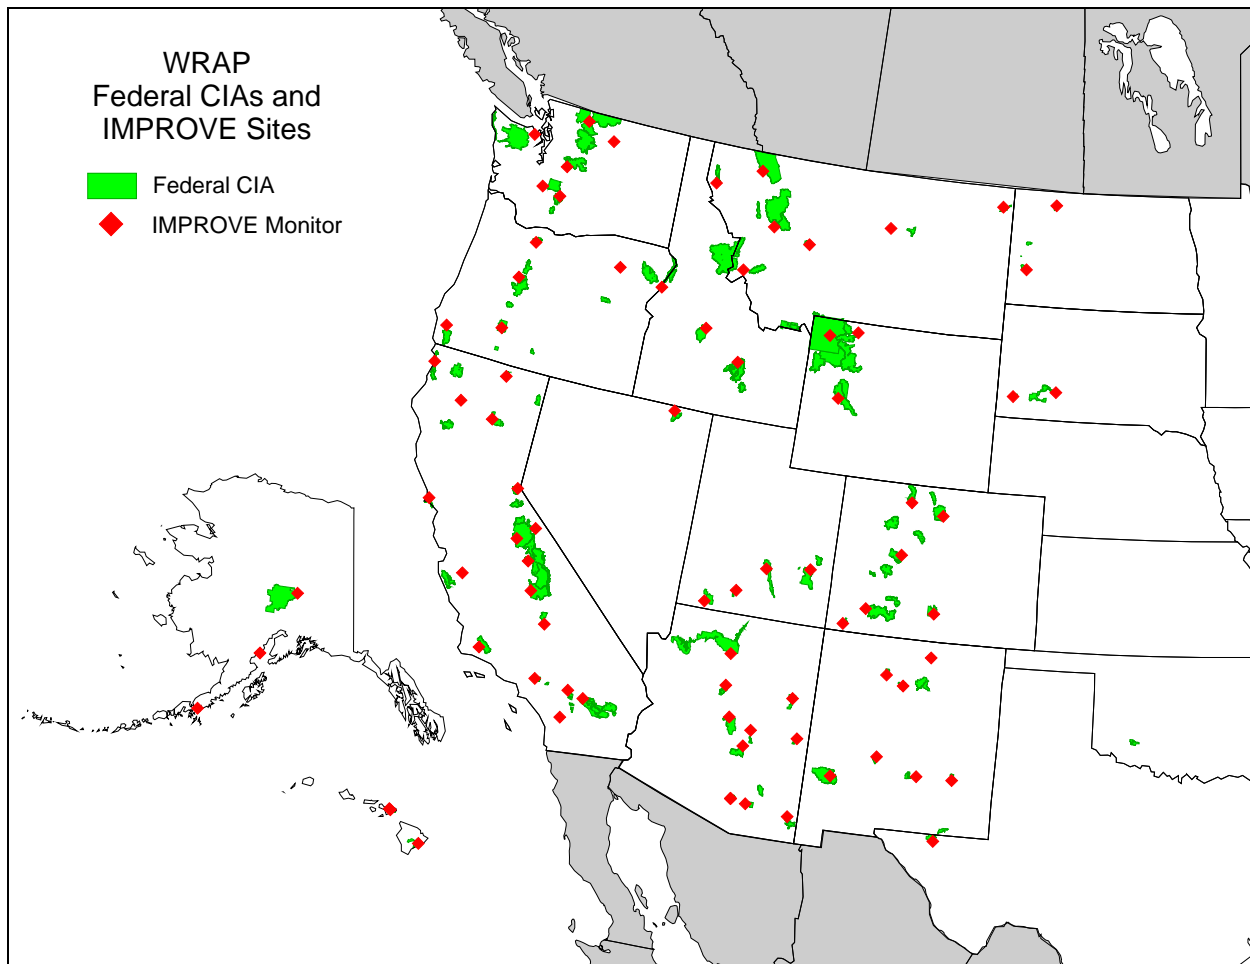 WRAP
Federal CIAs and
IMPROVE Sites
Federal CIA
IMPROVE Monitor